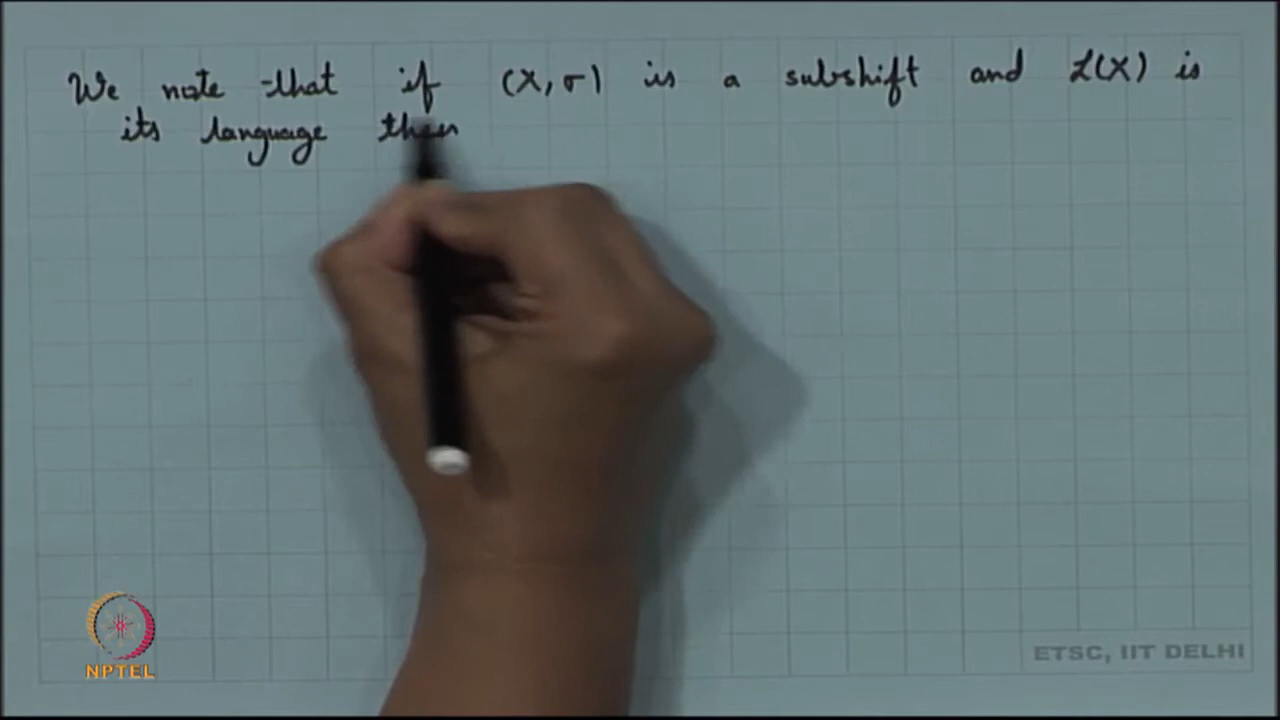 We note that if (X, σ) is a subshift and L(X) is
its language then
NPTEL
ETSC, IIT DELHI